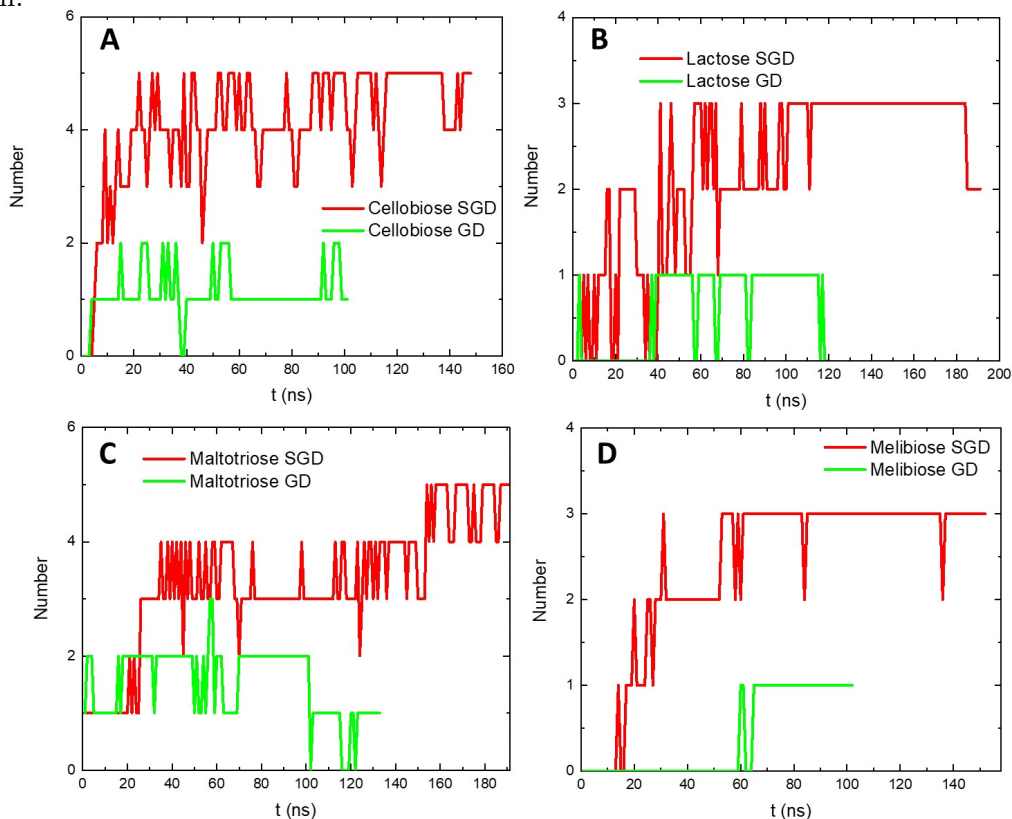 A
Number
6
4
2
0
Cellobiose SGD
Cellobiose GD
0 20 40 60 80 100 120 140 160
t (ns)
B
Number
4
3
2
1
0
Lactose SGD
Lactose GD
0 20 40 60 80 100 120 140 160 180 200
t (ns)
C
Number
6
4
2
0
Maltotriose SGD
Maltotriose GD
0 20 40 60 80 100 120 140 160 180
t (ns)
D
Number
4
3
2
1
0
Melibiose SGD
Melibiose GD
0 20 40 60 80 100 120 140
t (ns)